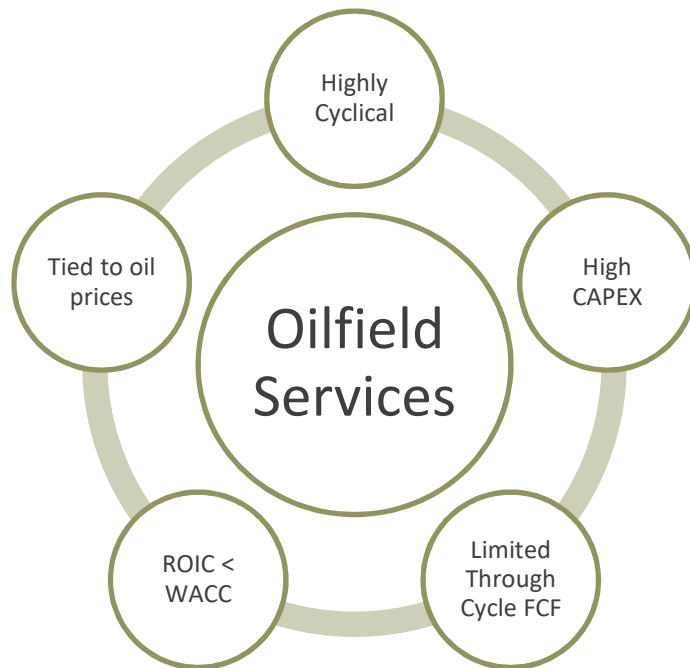 Highly
Cyclical
Tied to oil
prices
High
CAPEX
Oilfield
Services
ROIC <
WACC
Limited
Through
Cycle FCF